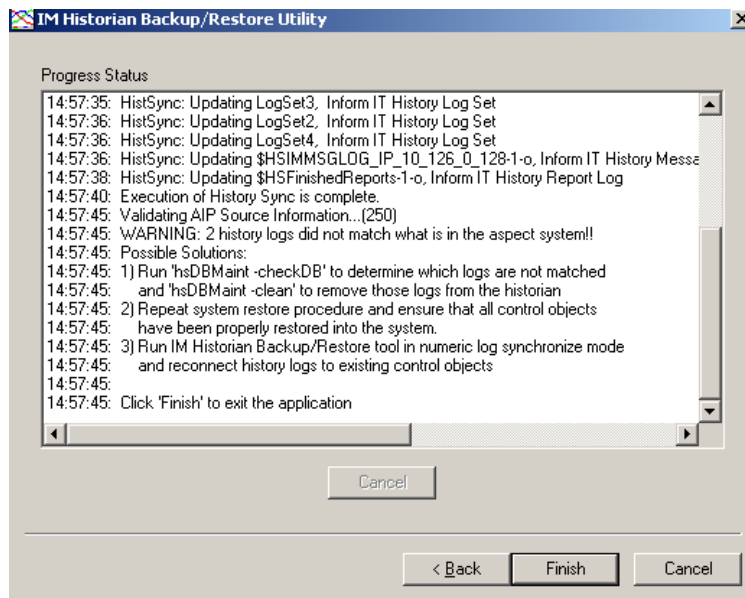 IM Historian Backup/Restore Utility
Progress Status
14:57:35: HistSync: Updating LogSet3, Inform IT History Log Set
14:57:36: HistSync: Updating LogSet2, Inform IT History Log Set
14:57:36: HistSync: Updating LogSet4, Inform IT History Log Set
14:57:36: HistSync: Updating $HSIMMSGLOG_IP_10_126_0_128-1-o, Inform IT History Messa
14:57:38: HistSync: Updating $HSFinishedReports-1-o, Inform IT History Report Log
14:57:40: Execution of History Sync is complete.
14:57:45: Validating AIP Source Information...(250)
14:57:45: WARNING: 2 history logs did not match what is in the aspect system!!
14:57:45: Possible Solutions:
14:57:45: 1) Run 'hsDBMaint -checkDB' to determine which logs are not matched
14:57:45: and 'hsDBMaint -clean' to remove those logs from the historian
14:57:45: 2) Repeat system restore procedure and ensure that all control objects
14:57:45: have been properly restored into the system.
14:57:45: 3) Run IM Historian Backup/Restore tool in numeric log synchronize mode
14:57:45: and reconnect history logs to existing control objects
14:57:45:
14:57:45: Click 'Finish' to exit the application
Cancel
< Back Finish Cancel